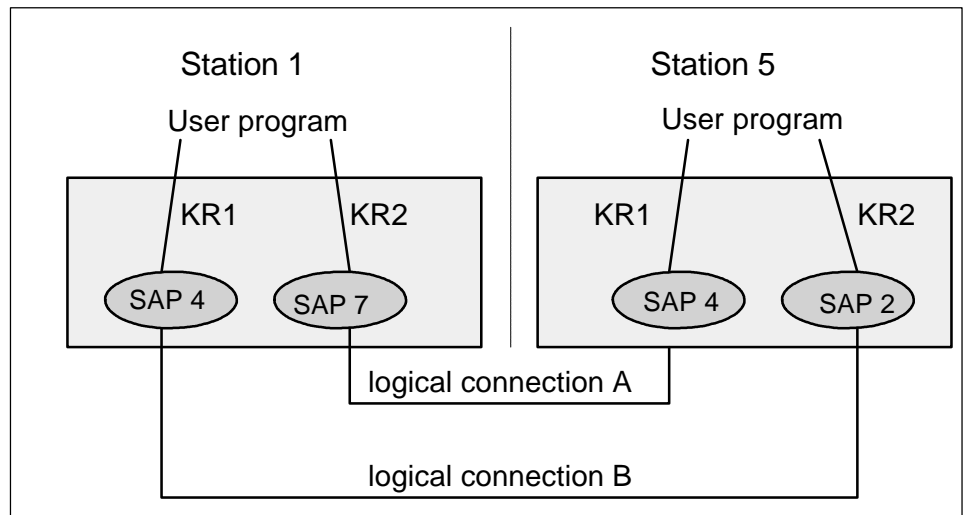 Station 1
Station 5
User program
User program
KR1
KR2
KR1
KR2
SAP 4
SAP 7
SAP 4
SAP 2
logical connection A
logical connection B